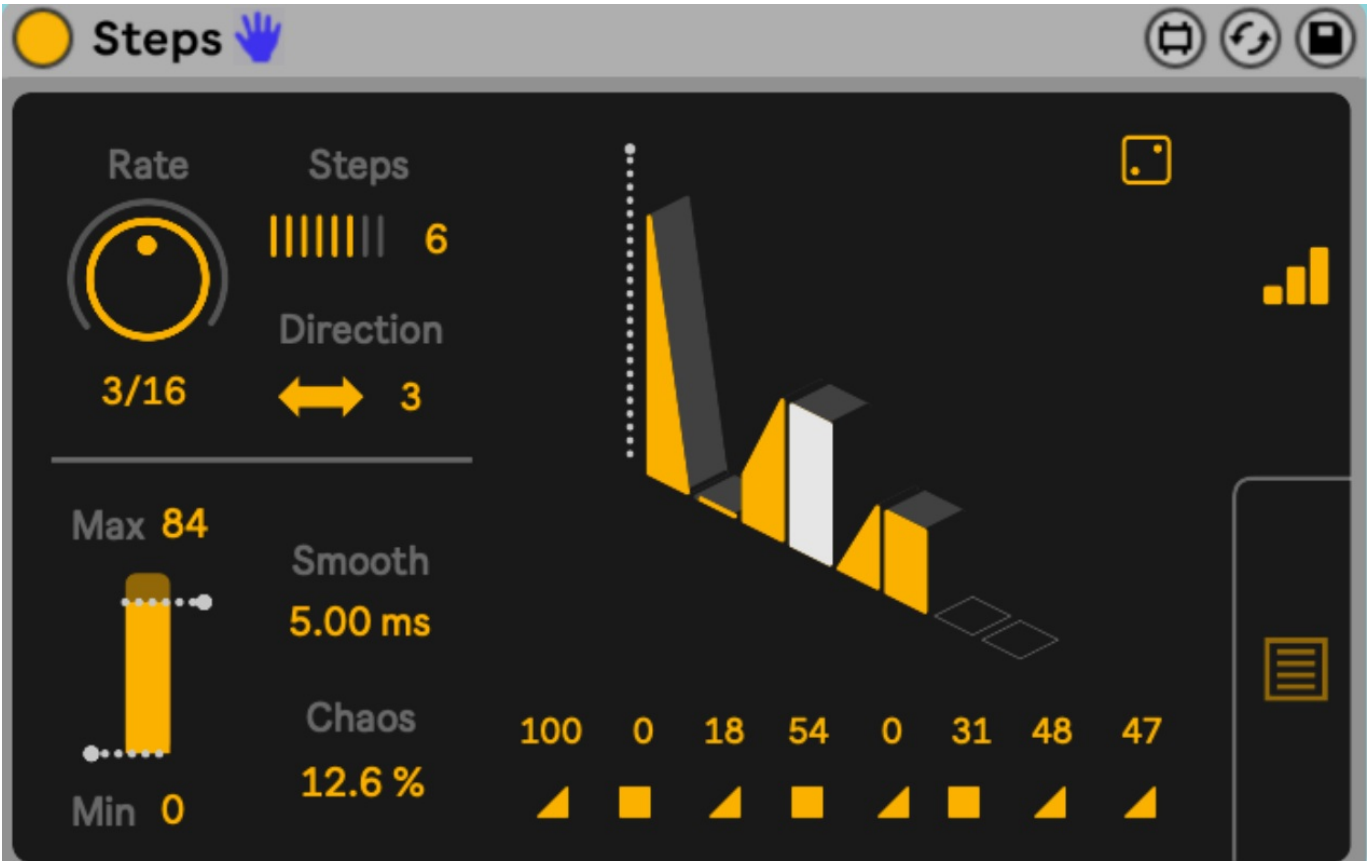 Steps
Rate
Steps
6
Direction
3/16
3
Max 84
Smooth
5.00 ms
Chaos
12.6 %
Min 0
100 0 18 54 0 31 48 47